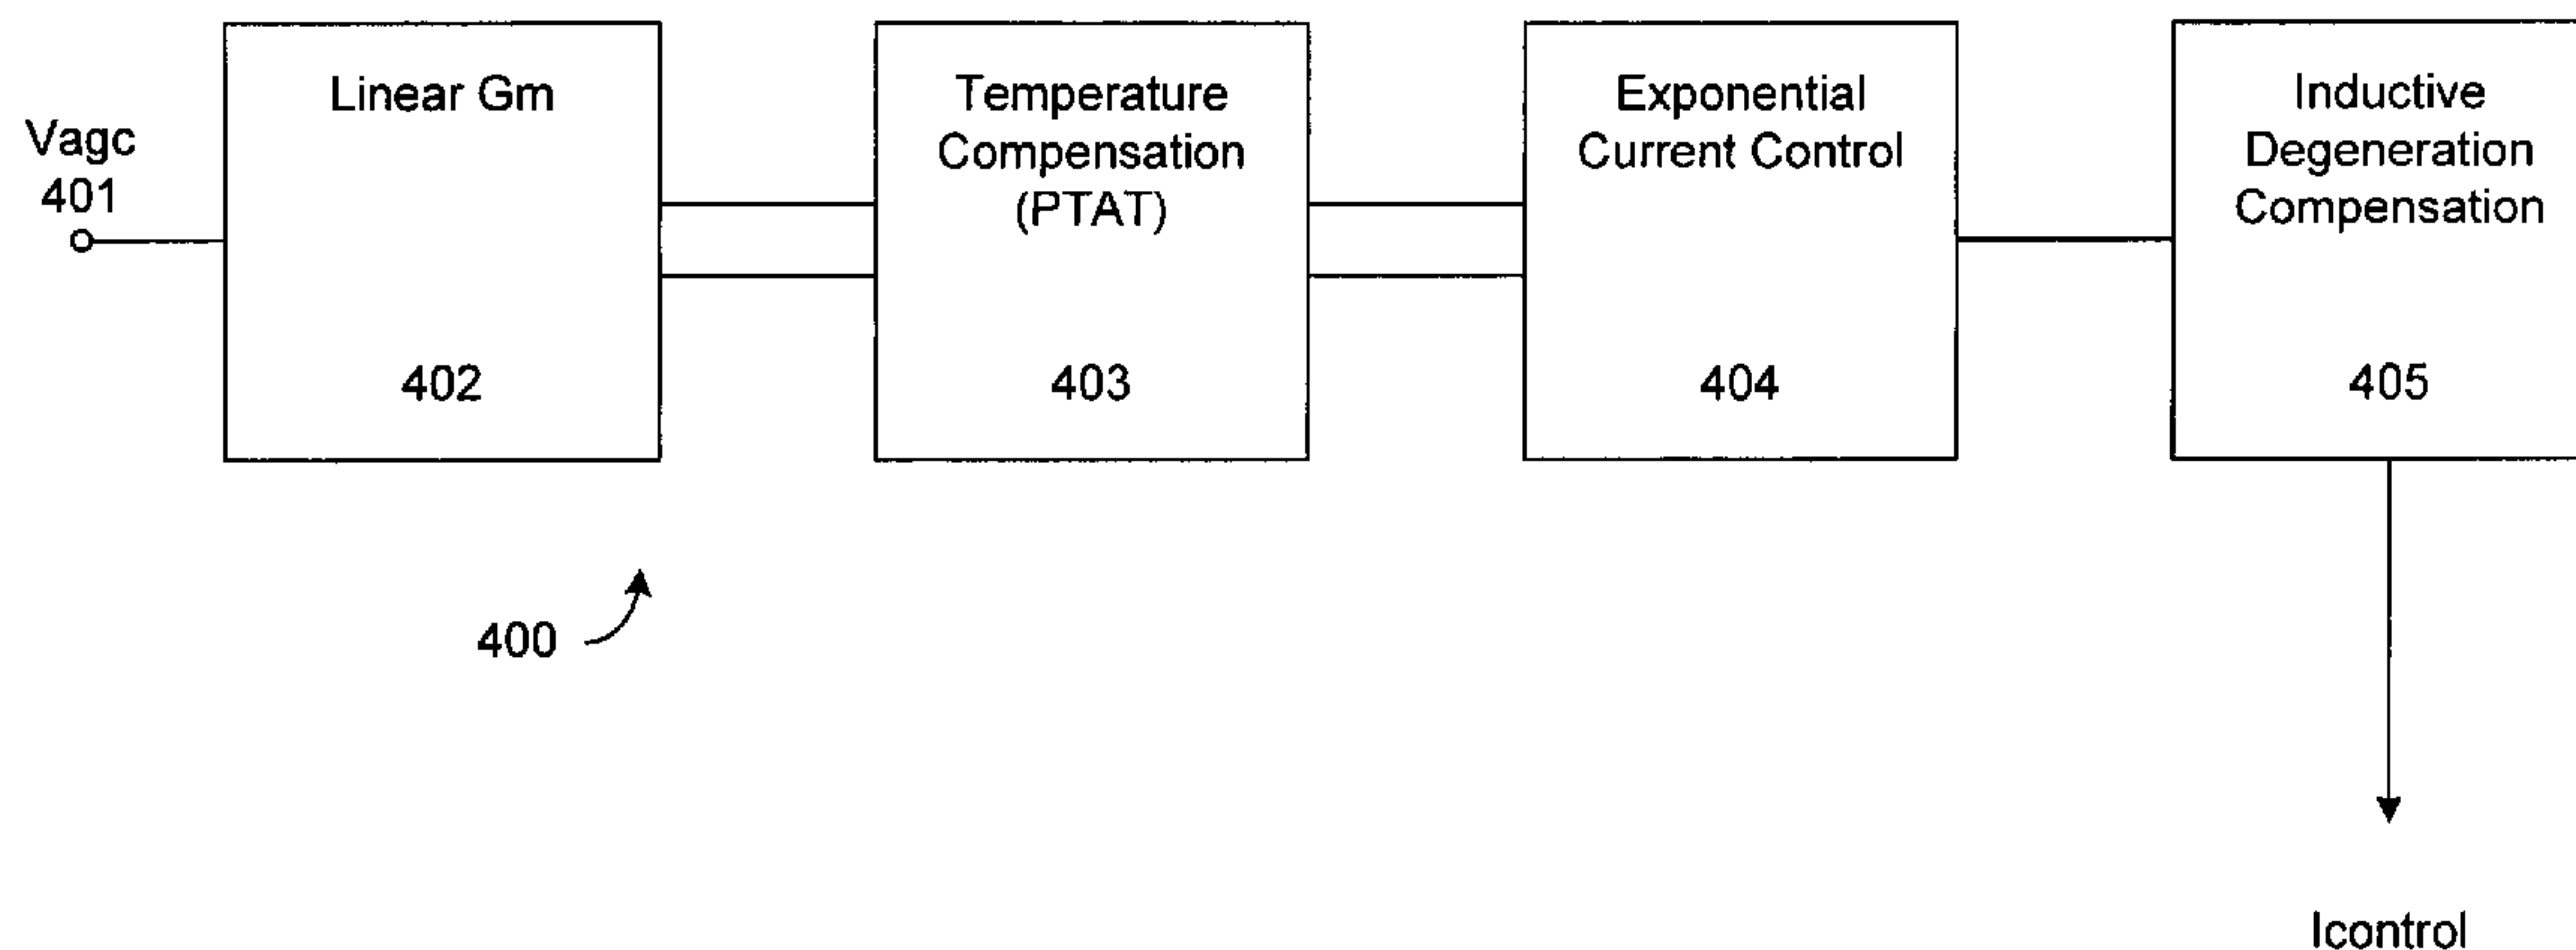 Vagc
401
Linear Gm
402
Temperature
Compensation
(PTAT)
403
Exponential
Current Control
404
Inductive
Degeneration
Compensation
405
400
Icontrol